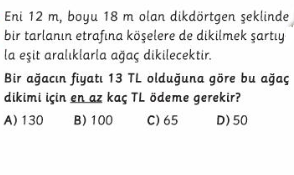 Eni 12 m, boyu 18 m olan dikdörtgen şeklinde
bir tarlanın etrafına köşelere de dikilmek şartıy
la eşit aralıklarla ağaç dikilecektir.
Bir ağacın fiyatı 13 TL olduğuna göre bu ağaç
dikimi için en az kaç TL ödeme gerekir?
A) 130 B) 100 C) 65 D) 50